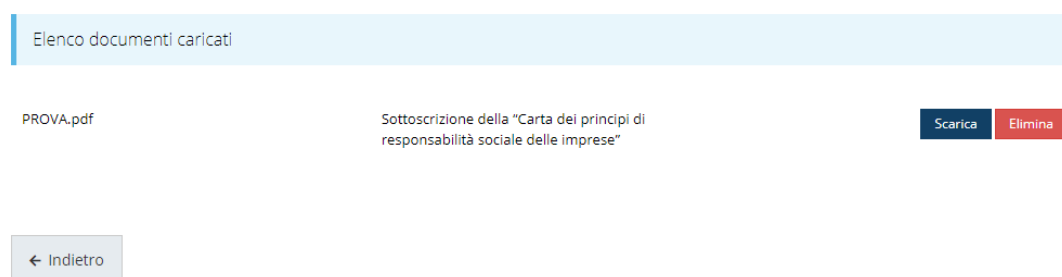 Elenco documenti caricati
PROVA.pdf
Sottoscrizione della “Carta dei principi di
responsabilità sociale delle imprese”
Scarica
Elimina
← Indietro